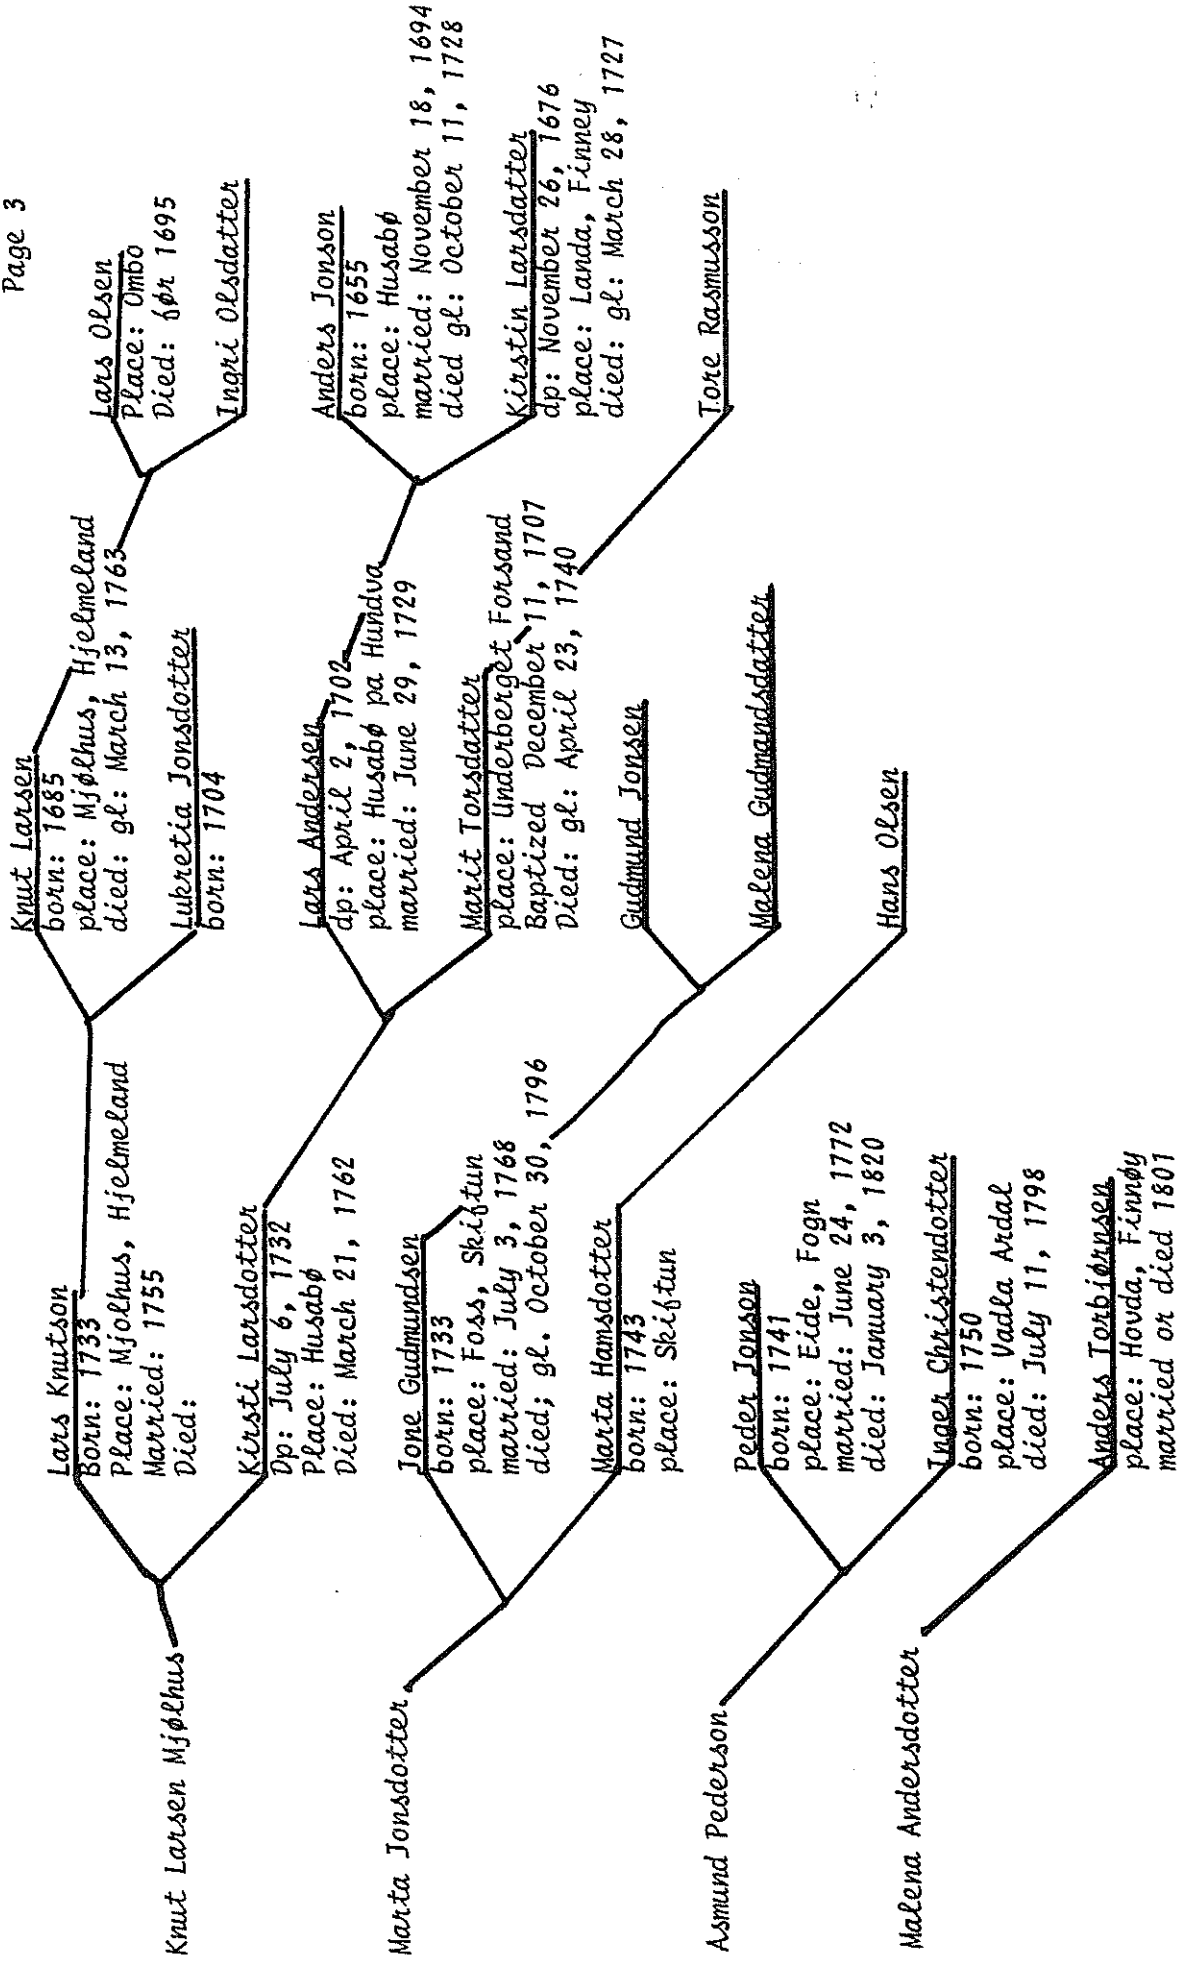 Page 3
Lars Olsen
Place: Ombo
Died: før 1695
Ingri Olsdatter
Anders Jonson
born: 1655
place: Husabø
married: November 18, 1694
died gl: October 11, 1728
Kirstin Larsdatter
dp: November 26, 1676
place: Landa, Finney
died: gl: March 28, 1727
Tore Rasmusson
Knut Larsen
born: 1685
place: Mjølhus, Hjelmeland
died: gl: March 13, 1763
Lukretia Jonsdotter
born: 1704
Lars Andersen
dp: April 2, 1702
place: Husabø pa Hundva
married: June 29, 1729
Marit Torsdatter
place: Underberget Forsand
Baptized December 11, 1707
Died: gl: April 23, 1740
Gudmund Jonsen
Malena Gudmandsdatter
Hans Olsen
Lars Knutson
Born: 1733
Place: Mjolhus, Hjelmeland
Married: 1755
Died:
Kirsti Larsdotter
Dp: July 6, 1732
Place: Husabø
Died: March 21, 1762
Jone Gudmundsen
born: 1733
place: Foss, Skiftun
married: July 3, 1768
died; gl. October 30, 1796
Marta Hamsdotter
born: 1743
place: Skiftun
Peder Jonson
born: 1741
place: Eide, Fogn
married: June 24, 1772
died: January 3, 1820
Inger Christendotter
born: 1750
place: Vadla Ardal
died: July 11, 1798
Anders Torbjørnsen
place: Hovda, Finnøy
married or died 1801
Knut Larsen Mjølhus
Marta Jonsdotter
Asmund Pederson
Malena Andersdotter